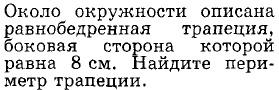 Около окружности описана
равнобедренная трапеция,
боковая сторона которой
равна 8 см. Найдите пери-
метр трапеции.